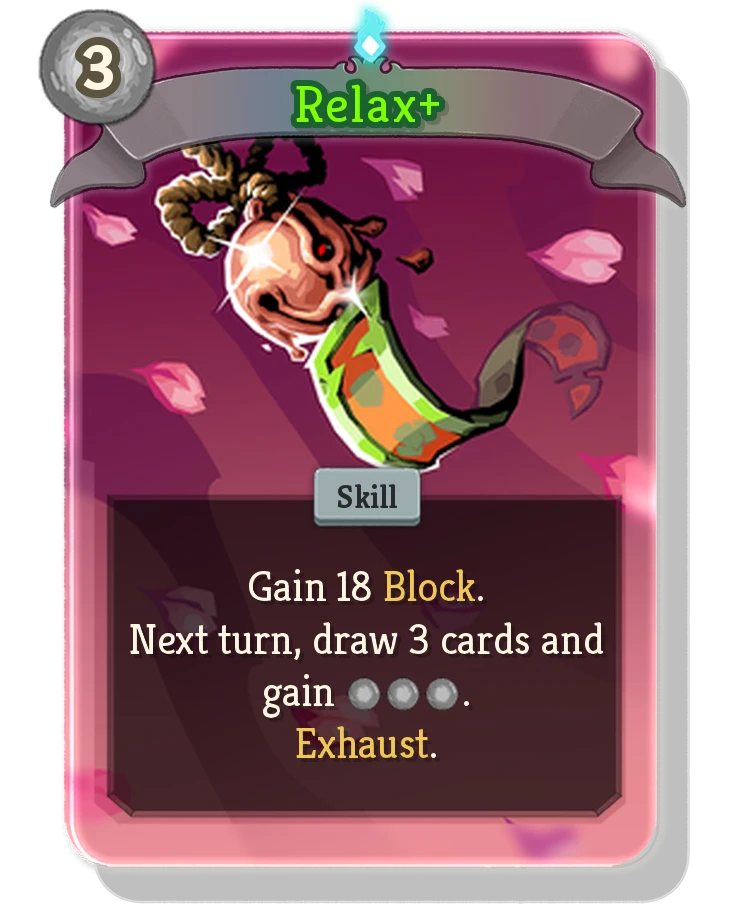 3
Relax+
Skill
Gain 18 Block.
Next turn, draw 3 cards and
gain .
Exhaust.